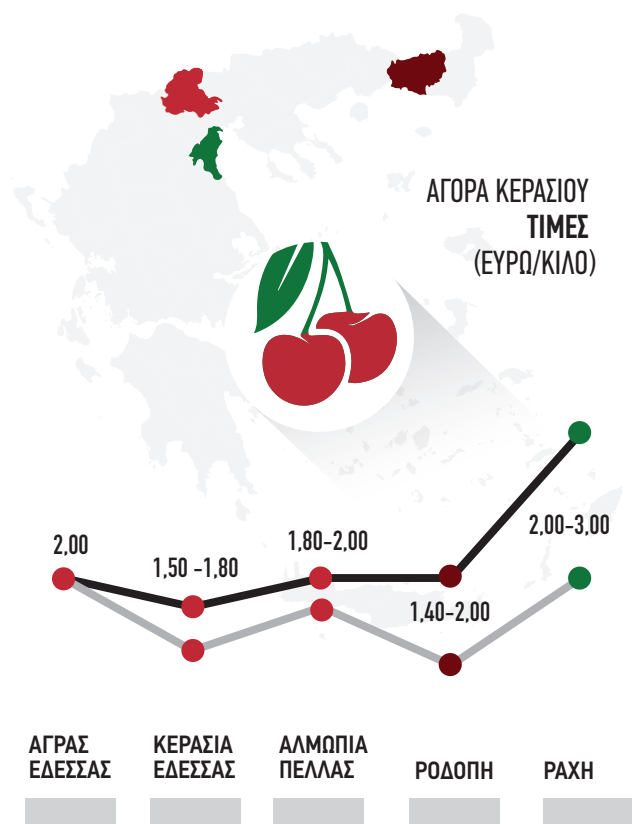 ΑΓΟΡΑ ΚΕΡΑΣΙΟΥ
ΤΙΜΕΣ
(ΕΥΡΩ/ΚΙΛΟ)
2,00
1,50 -1,80
1,80-2,00
1,40-2,00
2,00-3,00
ΑΓΡΑΣ
ΕΔΕΣΣΑΣ
ΚΕΡΑΣΙΑ
ΕΔΕΣΣΑΣ
ΑΛΜΩΠΙΑ
ΠΕΛΛΑΣ
ΡΟΔΟΠΗ
ΡΑΧΗ